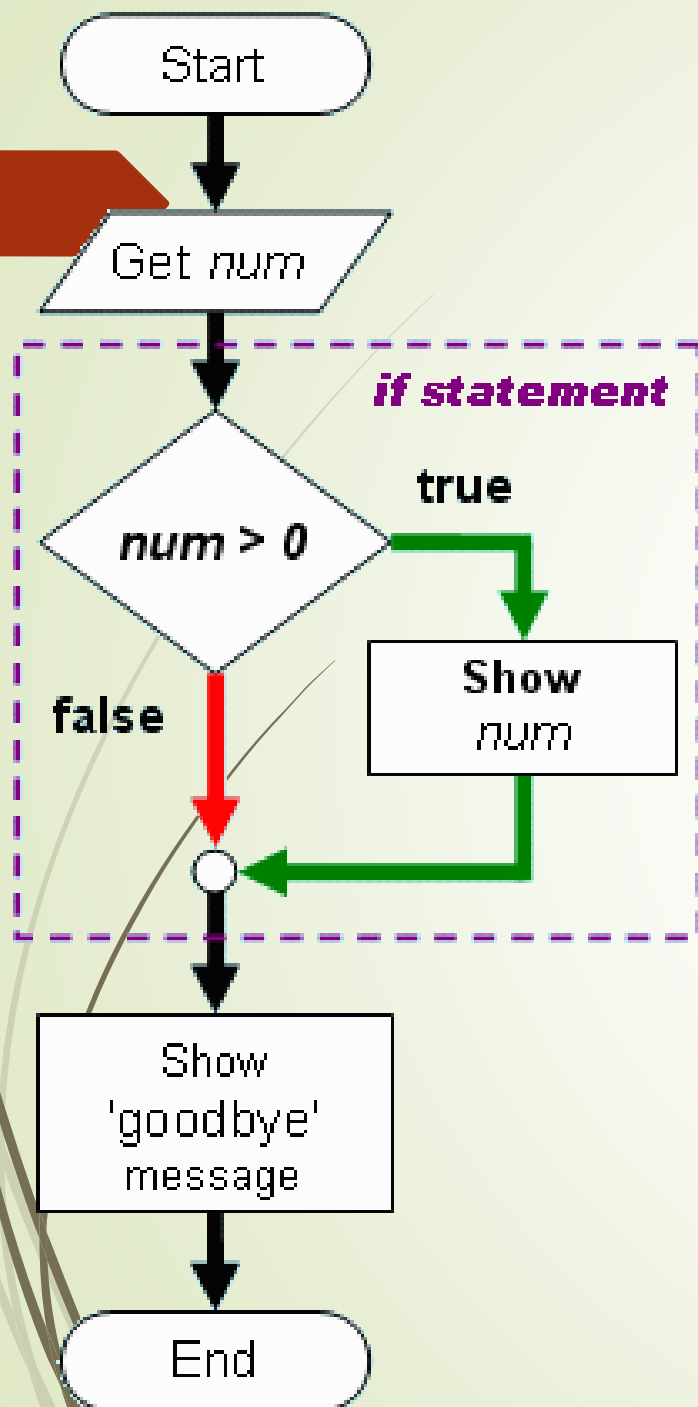 Start
Get num
if statement
true
num > 0
Show
num
false
Show
'goodbye'
message
End